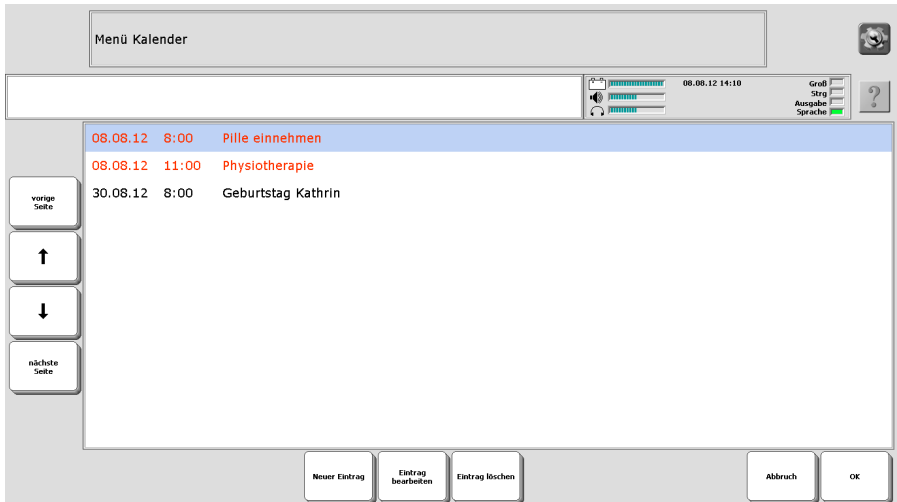 Menü Kalender
08.08.12 14:10
Groß
Strg
Ausgabe
Sprache
?
08.08.12 8:00 Pille einnehmen
08.08.12 11:00 Physiotherapie
30.08.12 8:00 Geburtstag Kathrin
vorige
Seite
↑
↓
nächste
Seite
Neuer Eintrag
Eintrag
bearbeiten
Eintrag löschen
Abbruch
OK